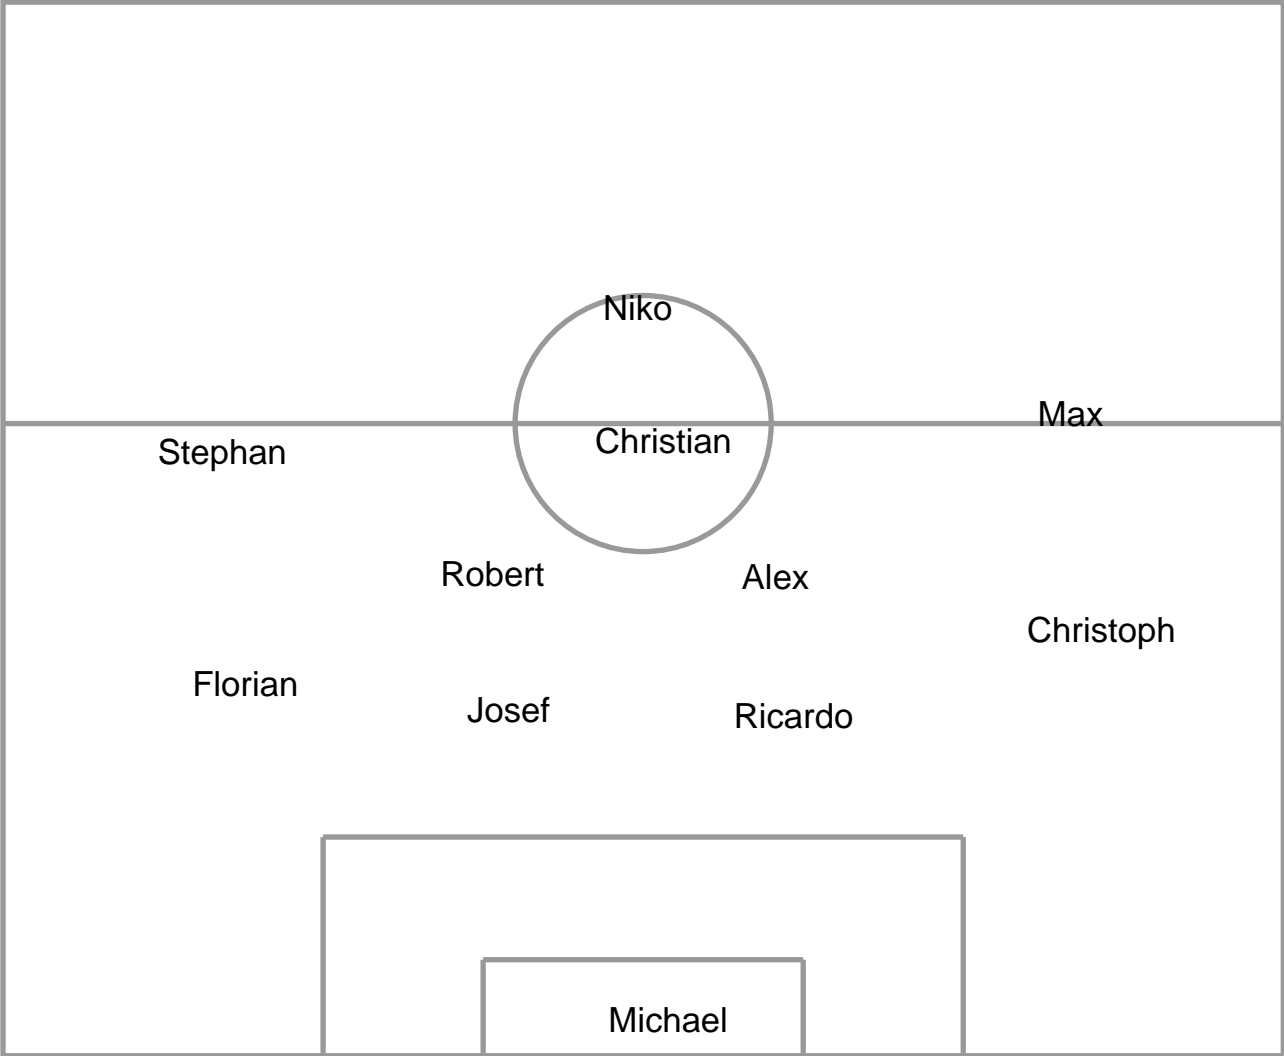 Niko
Max
Christian
Stephan
Robert
Alex
Christoph
Florian
Josef
Ricardo
Michael